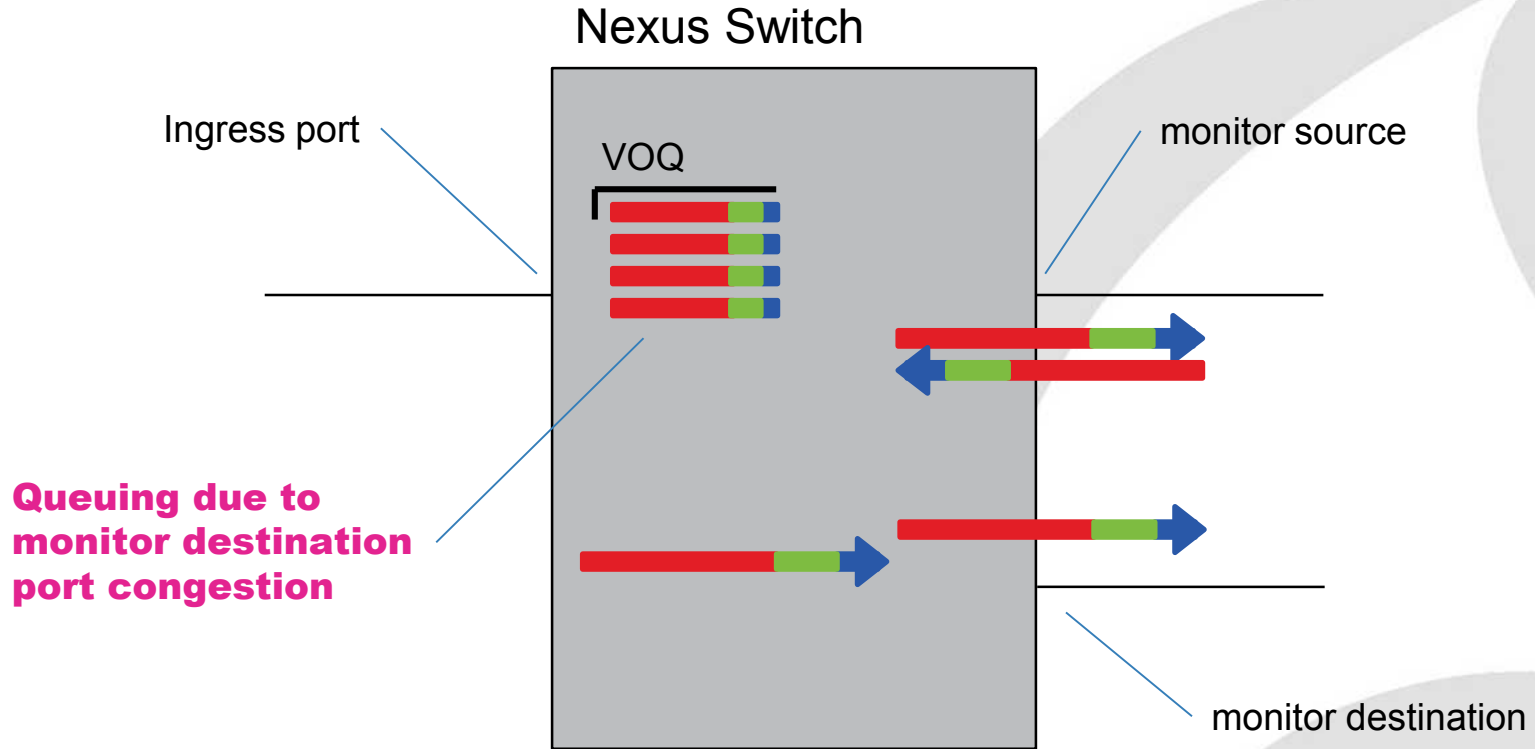 Nexus Switch
Ingress port
monitor source
VOQ
Queuing due to
monitor destination
port congestion
monitor destination